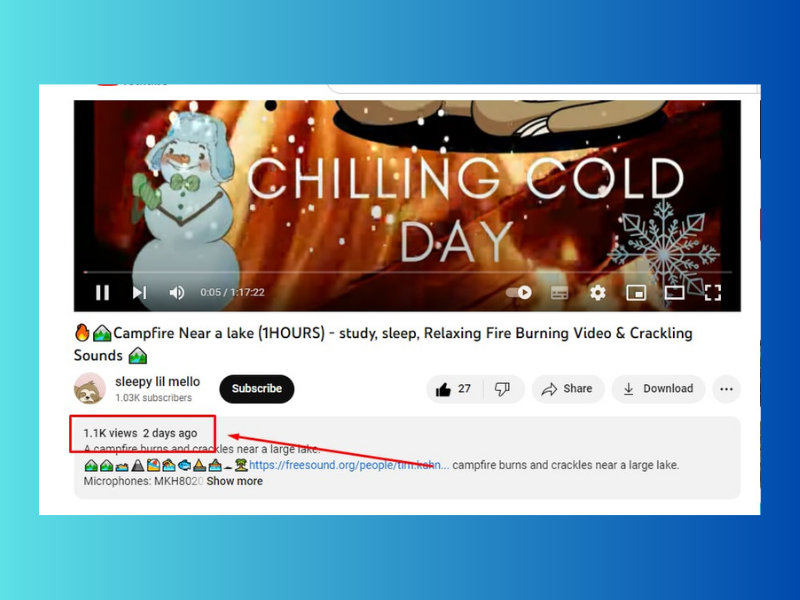 CHILLING COLD
DAY
0:05 / 1:17:22
🔥🏔️Campfire Near a lake (1HOURS) - study, sleep, Relaxing Fire Burning Video & Crackling
Sounds 🏔️
sleepy lil mello
1.03K subscribers
Subscribe
27
Share
Download
1.1K views 2 days ago
A campfire burns and crackles near a large lake.
https://freesound.org/people/tim.kahn... campfire burns and crackles near a large lake.
Microphones: MKH8020 Show more